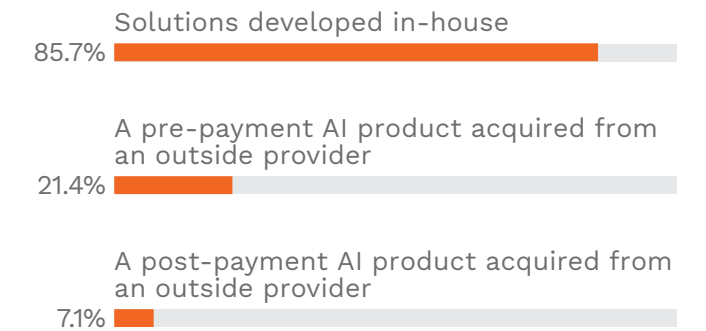 Solutions developed in-house
85.7%
A pre-payment AI product acquired from
an outside provider
21.4%
A post-payment AI product acquired from
an outside provider
7.1%